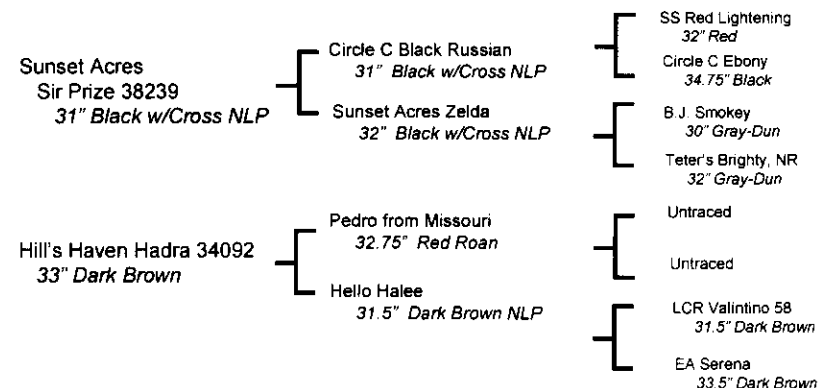 Sunset Acres
Sir Prize 38239
31" Black w/Cross NLP
Circle C Black Russian
31" Black w/Cross NLP
Sunset Acres Zelda
32" Black w/Cross NLP
SS Red Lightening
32" Red
Circle C Ebony
34.75" Black
B.J. Smokey
30" Gray-Dun
Teter's Brighty, NR
32" Gray-Dun
Hill's Haven Hadra 34092
33" Dark Brown
Pedro from Missouri
32.75" Red Roan
Hello Halee
31.5" Dark Brown NLP
Untraced
Untraced
LCR Valintino 58
31.5" Dark Brown
EA Serena
33.5" Dark Brown